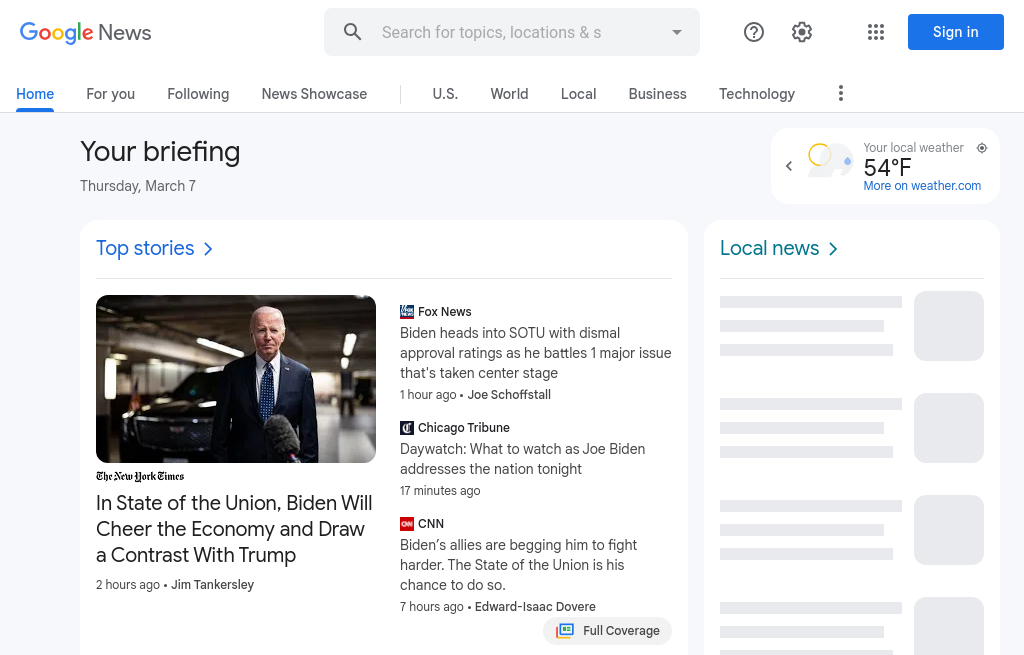 Google News
Search for topics, locations & s
Sign in
Home
For you
Following
News Showcase
U.S.
World
Local
Business
Technology
Your briefing
Thursday, March 7
Your local weather
54°F
More on weather.com
Top stories
The New York Times
In State of the Union, Biden Will
Cheer the Economy and Draw
a Contrast With Trump
2 hours ago • Jim Tankersley
Fox News
Biden heads into SOTU with dismal
approval ratings as he battles 1 major issue
that's taken center stage
1 hour ago • Joe Schoffstall
Chicago Tribune
Daywatch: What to watch as Joe Biden
addresses the nation tonight
17 minutes ago
CNN
Biden’s allies are begging him to fight
harder. The State of the Union is his
chance to do so.
7 hours ago • Edward-Isaac Dovere
Full Coverage
Local news